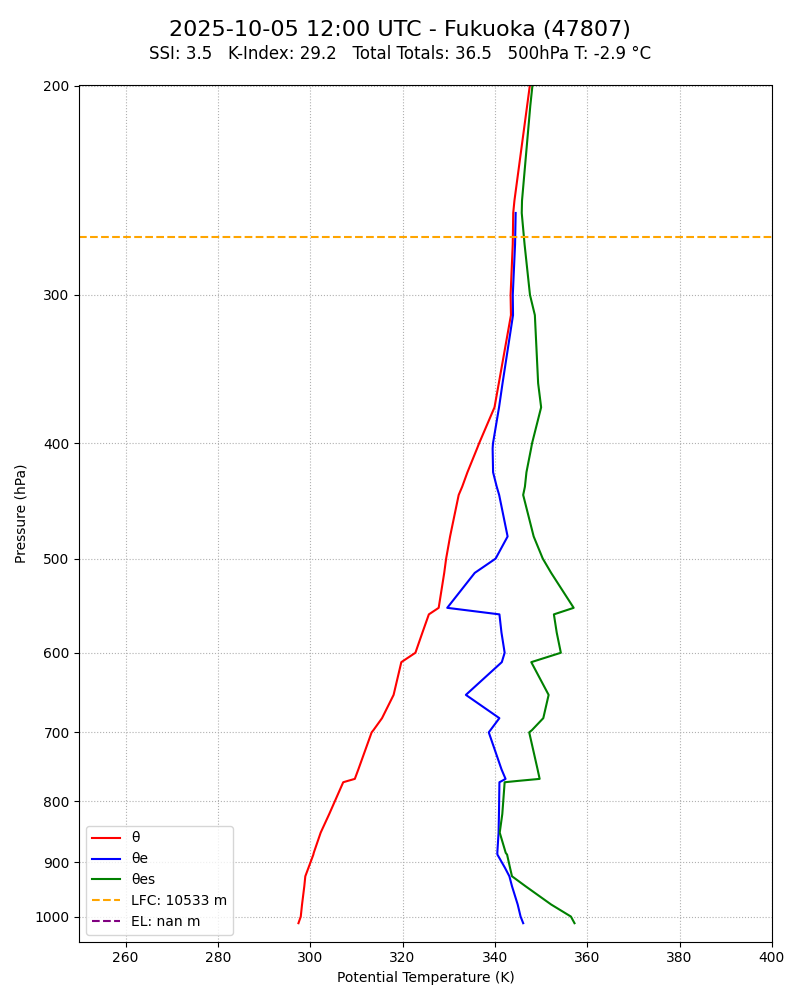 2025-10-05 12:00 UTC - Fukuoka (47807)
SSI: 3.5   K-Index: 29.2   Total Totals: 36.5   500hPa T: -2.9 °C
200
300
400
500
600
700
800
900
1000
Pressure (hPa)
θ
θe
θes
LFC: 10533 m
EL: nan m
260 280 300 320 340 360 380 400
Potential Temperature (K)